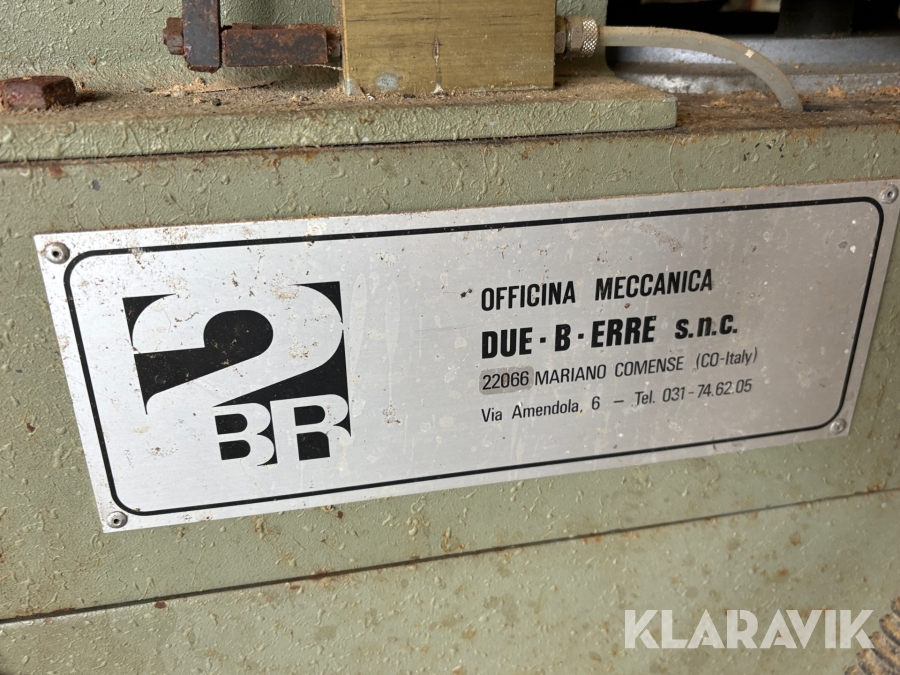 2
BR
OFFICINA MECCANICA
DUE·B·ERRE s.n.c.
22066 MARIANO COMENSE (CO-Italy)
Via Amendola, 6 – Tel. 031-74.62.05
KLARAVIK